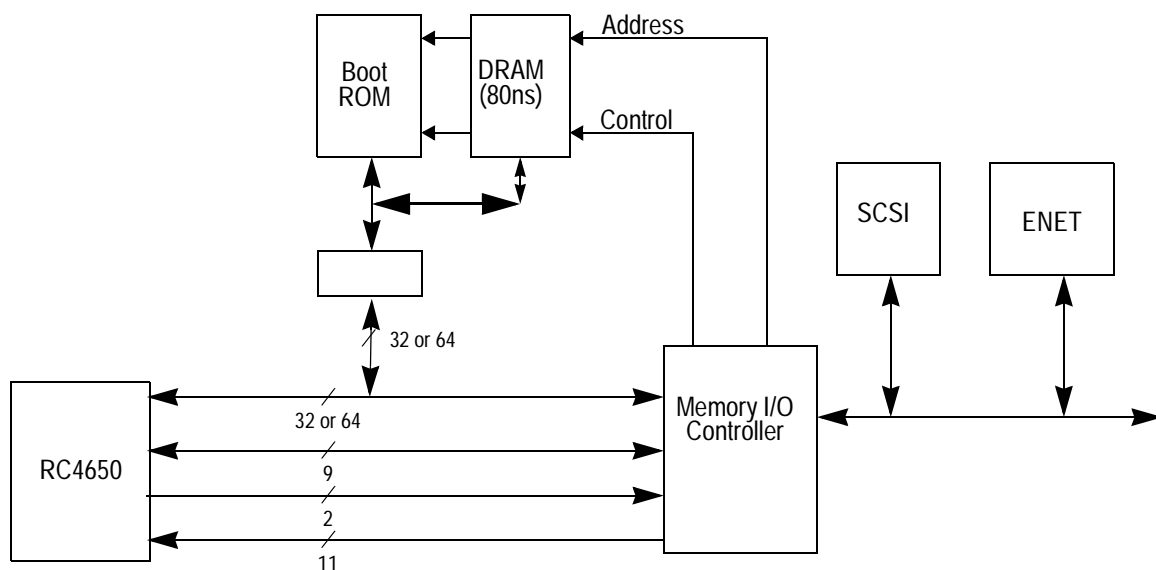 Address
Boot
ROM
DRAM
(80ns)
Control
SCSI
ENET
32 or 64
32 or 64
Memory I/O
Controller
RC4650
9
2
11